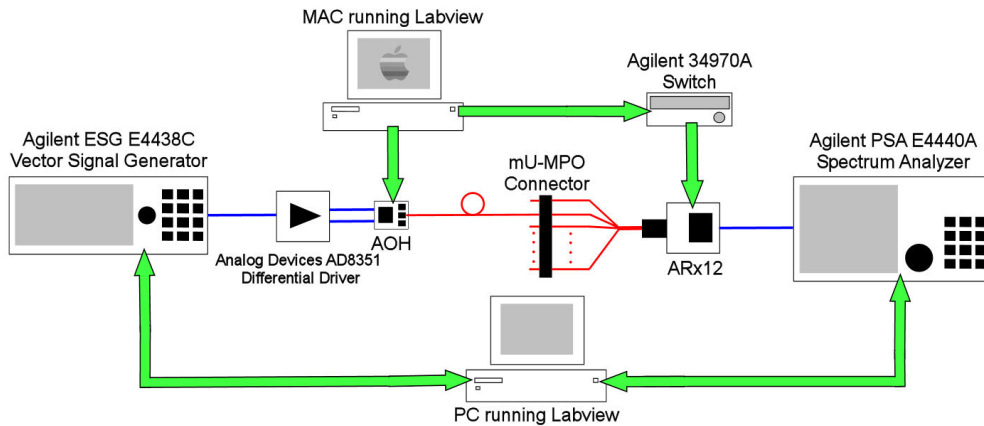 MAC running Labview
Agilent 34970A
Switch
Agilent ESG E4438C
Vector Signal Generator
mU-MPO
Connector
Agilent PSA E4440A
Spectrum Analyzer
AOH
Analog Devices AD8351
Differential Driver
ARx12
PC running Labview